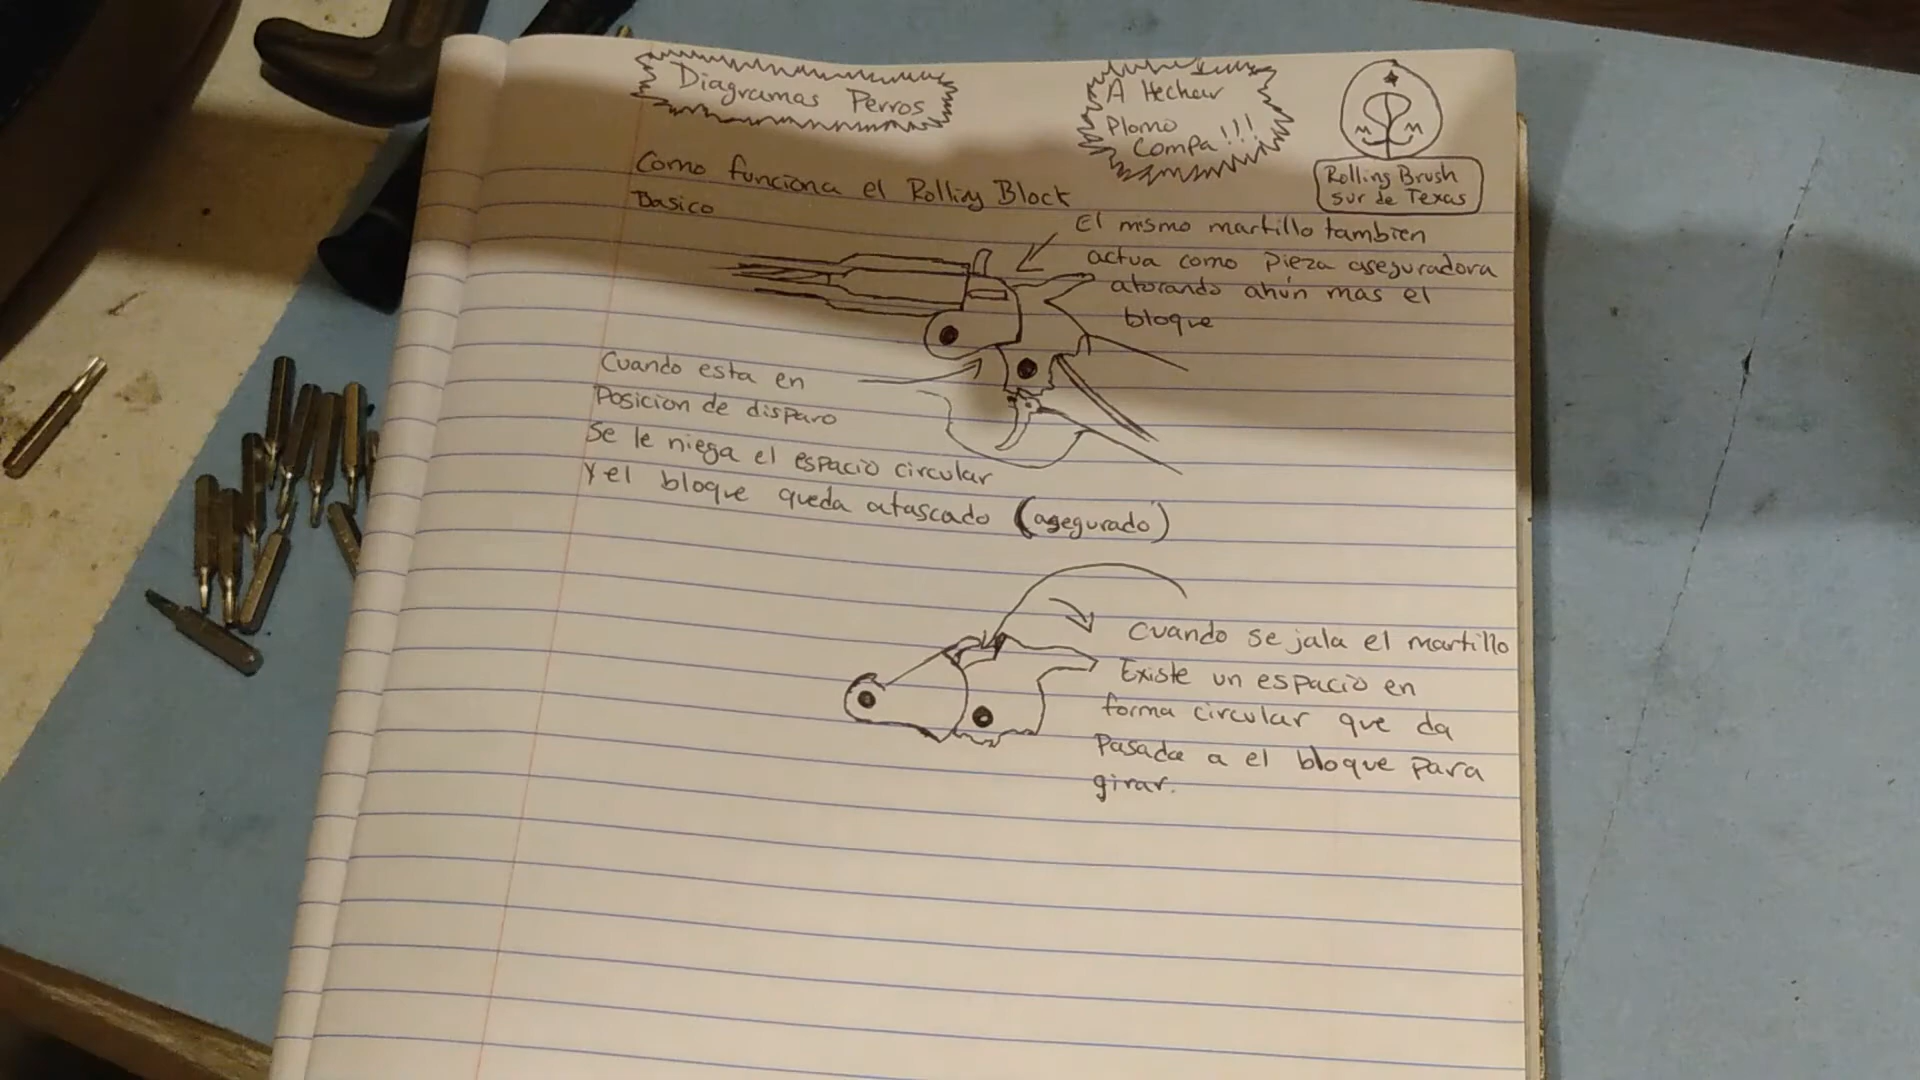 Diagramas Perros
A Hechar
Plomo
Compa!!!
M M
Rolling Brush
Sur de Texas
Como funciona el Rolling Block
Basico
El mismo martillo tambien
actua como Pieza aseguradora
atorando ahún mas el
bloque
Cuando esta en
Posicion de disparo
Se le niega el espacio circular
Y el bloque queda atascado (asegurado)
Cuando se jala el martillo
Existe un espacio en
forma circular que da
Pasada a el bloque Para
girar.